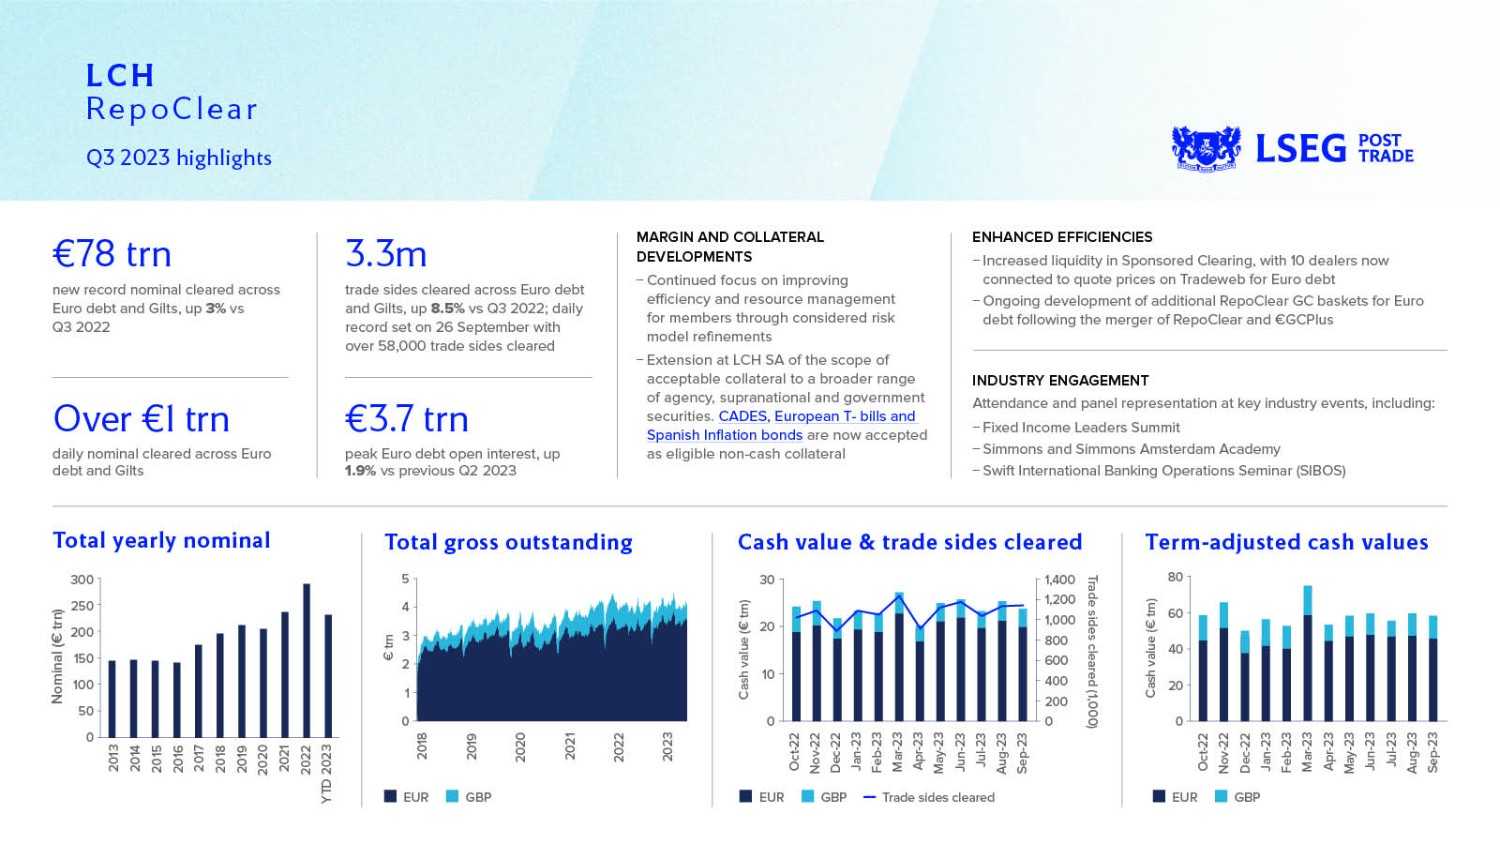 LCH
RepoClear
Q3 2023 highlights
LSEG POST
TRADE
€78 trn
new record nominal cleared across
Euro debt and Gilts, up 3% vs
Q3 2022
Over €1 trn
daily nominal cleared across Euro
debt and Gilts
3.3m
trade sides cleared across Euro debt
and Gilts, up 8.5% vs Q3 2022; daily
record set on 26 September with
over 58,000 trade sides cleared
€3.7 trn
peak Euro debt open interest, up
1.9% vs previous Q2 2023
MARGIN AND COLLATERAL
DEVELOPMENTS
– Continued focus on improving
efficiency and resource management
for members through considered risk
model refinements
– Extension at LCH SA of the scope of
acceptable collateral to a broader range
of agency, supranational and government
securities. CADES, European T- bills and
Spanish Inflation bonds are now accepted
as eligible non-cash collateral
ENHANCED EFFICIENCIES
– Increased liquidity in Sponsored Clearing, with 10 dealers now
connected to quote prices on Tradeweb for Euro debt
– Ongoing development of additional RepoClear GC baskets for Euro
debt following the merger of RepoClear and €GCPlus
INDUSTRY ENGAGEMENT
Attendance and panel representation at key industry events, including:
– Fixed Income Leaders Summit
– Simmons and Simmons Amsterdam Academy
– Swift International Banking Operations Seminar (SIBOS)
Total yearly nominal
Nominal (€ trn)
300
250
200
150
100
50
0
2013
2014
2015
2016
2017
2018
2019
2020
2021
2022
YTD 2023
Total gross outstanding
€ trn
5
4
3
2
1
0
2018
2019
2020
2021
2022
2023
EUR
GBP
Cash value & trade sides cleared
Cash value (€ trn)
30
20
10
0
1,400
1,200
1,000
800
600
400
200
0
Trade sides cleared (1,000)
Oct-22
Nov-22
Dec-22
Jan-23
Feb-23
Mar-23
Apr-23
May-23
Jun-23
Jul-23
Aug-23
Sep-23
EUR
GBP
Trade sides cleared
Term-adjusted cash values
Cash value (€ trn)
80
60
40
20
0
Oct-22
Nov-22
Dec-22
Jan-23
Feb-23
Mar-23
Apr-23
May-23
Jun-23
Jul-23
Aug-23
Sep-23
EUR
GBP